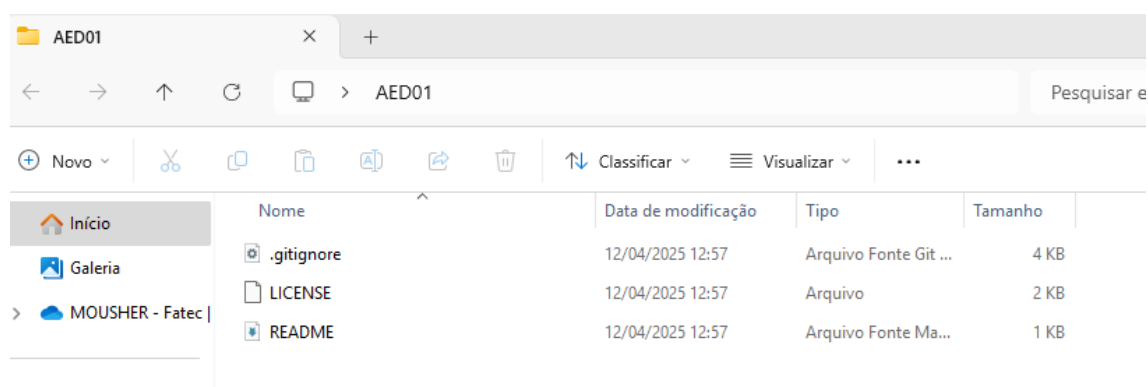 AED01
AED01
Pesquisar e
Novo
Classificar
Visualizar
Início
Galeria
MOUSHER - Fatec |
Nome Data de modificação Tipo Tamanho
.gitignore 12/04/2025 12:57 Arquivo Fonte Git ... 4 KB
LICENSE 12/04/2025 12:57 Arquivo 2 KB
README 12/04/2025 12:57 Arquivo Fonte Ma... 1 KB